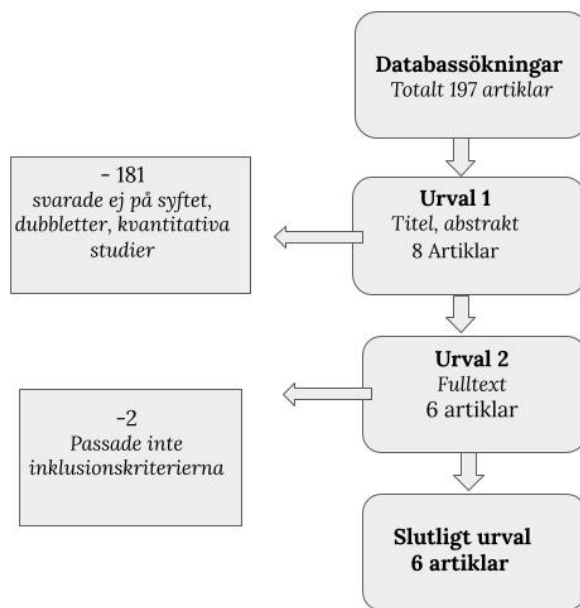 Databassökningar
Totalt 197 artiklar
- 181
svarade ej på syftet,
dubbletter, kvantitativa
studier
Urval 1
Titel, abstrakt
8 Artiklar
Urval 2
Fulltext
6 artiklar
-2
Passade inte
inklusionskriterierna
Slutligt urval
6 artiklar